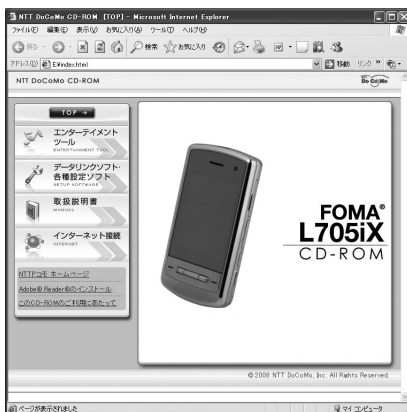 NTT DoCoMo CD-ROM [TOP] - Microsoft Internet Explorer
ファイル(F) 編集(E) 表示(V) お気に入り(A) ツール(T) ヘルプ(H)
戻る 検索 お気に入り
アドレス(D) E:¥index.html 移動 リンク
NTT DoCoMo CD-ROM
DoCoMo
TOP
エンターテイメント
ツール
ENTERTAINMENT TOOL
データリンクソフト・
各種設定ソフト
SETUP SOFTWARE
取扱説明書
MANUAL
インターネット接続
INTERNET
NTTドコモ ホームページ
Adobe® Reader®のインストール
このCD-ROMのご利用にあたって
FOMA®
L705iX
CD-ROM
© 2008 NTT DoCoMo, Inc. All Rights Reserved.
ページが表示されました マイ コンピュータ